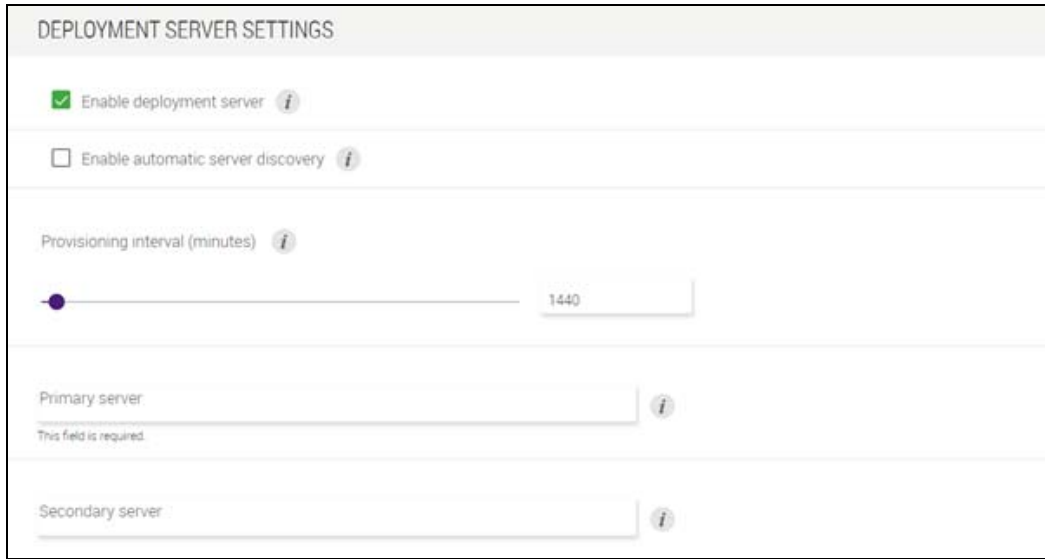 DEPLOYMENT SERVER SETTINGS
Enable deployment server i
Enable automatic server discovery i
Provisioning interval (minutes) i
1440
Primary server i
This field is required.
Secondary server i